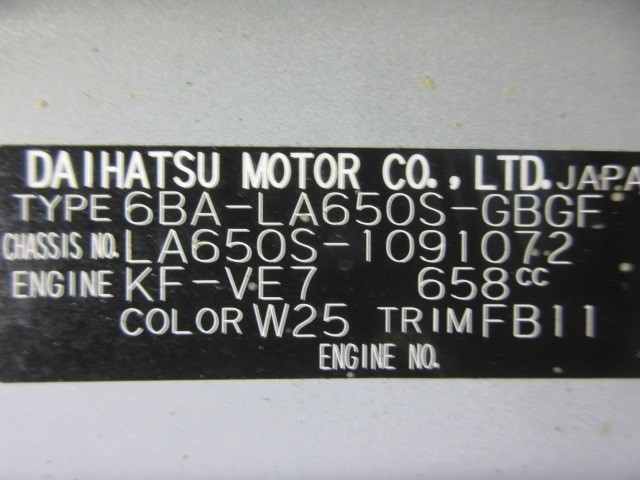 DAIHATSU MOTOR CO., LTD. JAPA
TYPE 6BA-LA650S-GBGF
CHASSIS NO. LA650S-1091072
ENGINE KF-VE7 658cc
COLOR W25 TRIM FB11
ENGINE NO.